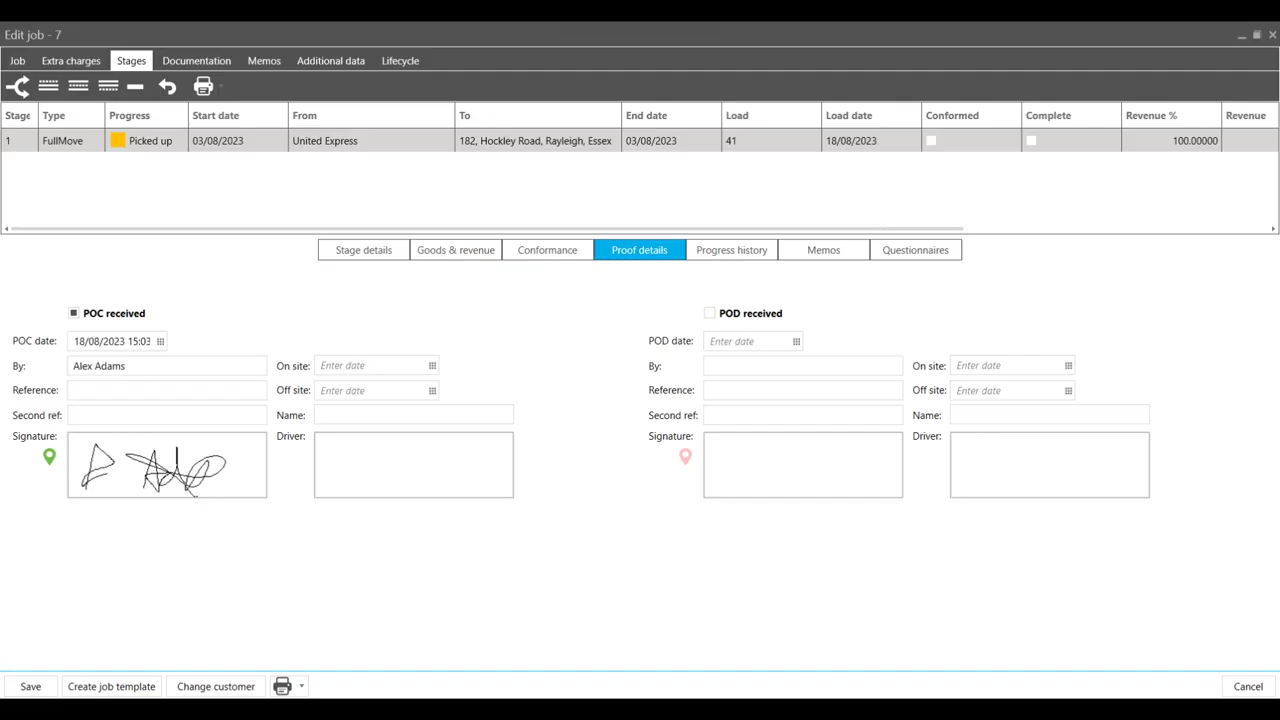 Edit job - 7
Job Extra charges Stages Documentation Memos Additional data Lifecycle
Stage Type Progress Start date From To End date Load Load date Conformed Complete Revenue % Revenue
1 FullMove Picked up 03/08/2023 United Express 182, Hockley Road, Rayleigh, Essex 03/08/2023 41 18/08/2023 100.00000
Stage details Goods & revenue Conformance Proof details Progress history Memos Questionnaires
POC received POD received
POC date: 18/08/2023 15:03 POD date: Enter date
By: Alex Adams On site: Enter date By: On site: Enter date
Reference: Off site: Enter date Reference: Off site: Enter date
Second ref: Name: Second ref: Name:
Signature: Driver: Signature: Driver:
Save Create job template Change customer Cancel